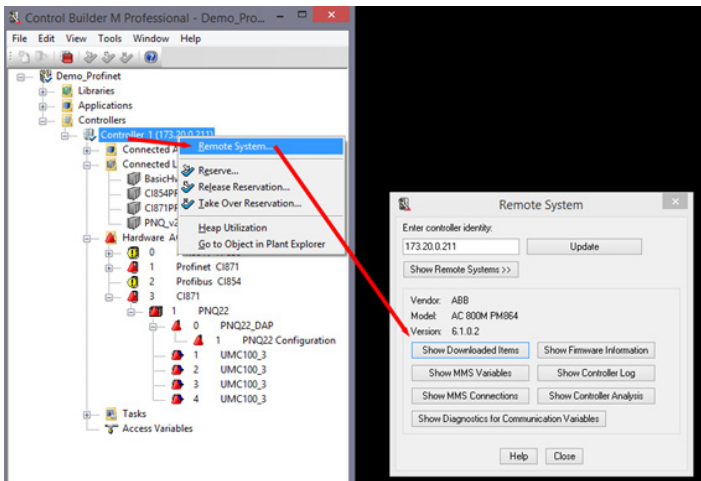 Control Builder M Professional - Demo_Pro...
File Edit View Tools Window Help
Demo_Profinet
Libraries
Applications
Controllers
Controller_1 (173.20.0.211)
Connected A
Connected L
BasicHw
CI854PF
CI871PF
PNQ_v2
Hardware AC
0
1 Profinet CI871
2 Profibus CI854
3 CI871
1 PNQ22
0 PNQ22_DAP
1 PNQ22 Configuration
1 UMC100_3
2 UMC100_3
3 UMC100_3
4 UMC100_3
Tasks
Access Variables
Remote System...
Reserve...
Release Reservation...
Take Over Reservation...
Heap Utilization
Go to Object in Plant Explorer
Remote System
Enter controller identity:
173.20.0.211 Update
Show Remote Systems >>
Vendor: ABB
Model: AC 800M PM864
Version: 6.1.0.2
Show Downloaded Items Show Firmware Information
Show MMS Variables Show Controller Log
Show MMS Connections Show Controller Analysis
Show Diagnostics for Communication Variables
Help Close